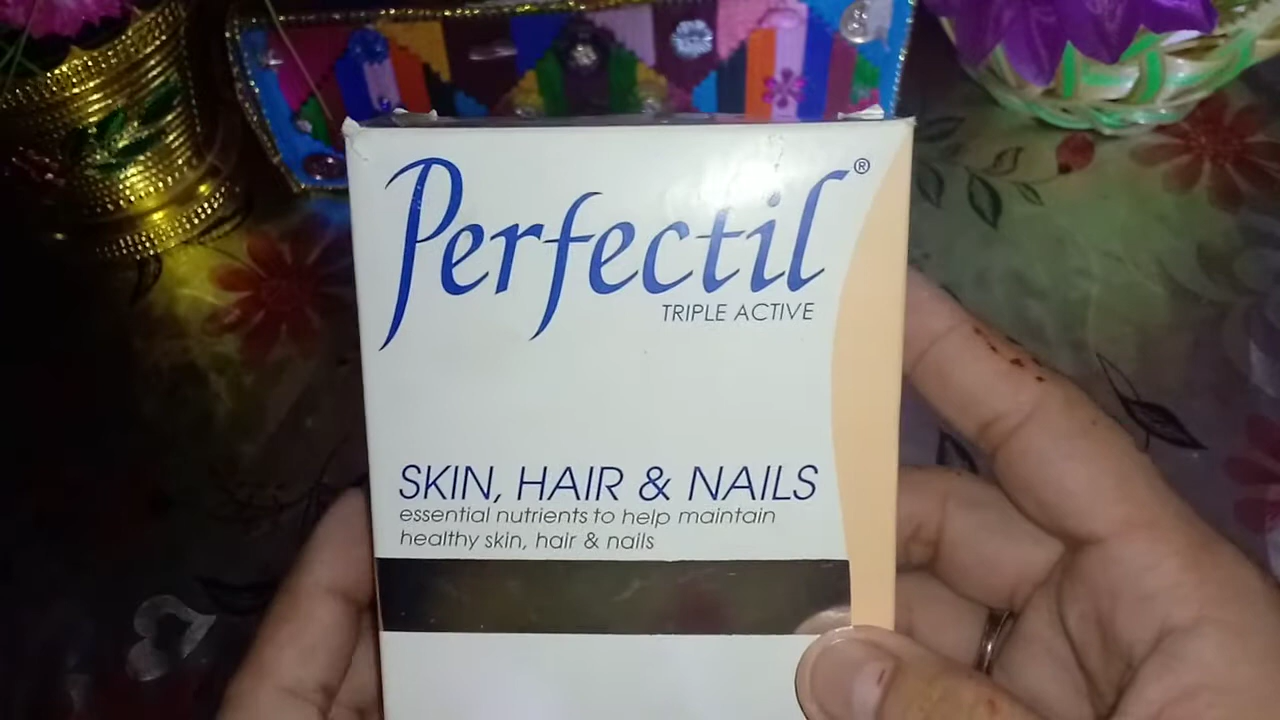 Perfectil®
TRIPLE ACTIVE
SKIN, HAIR & NAILS
essential nutrients to help maintain
healthy skin, hair & nails